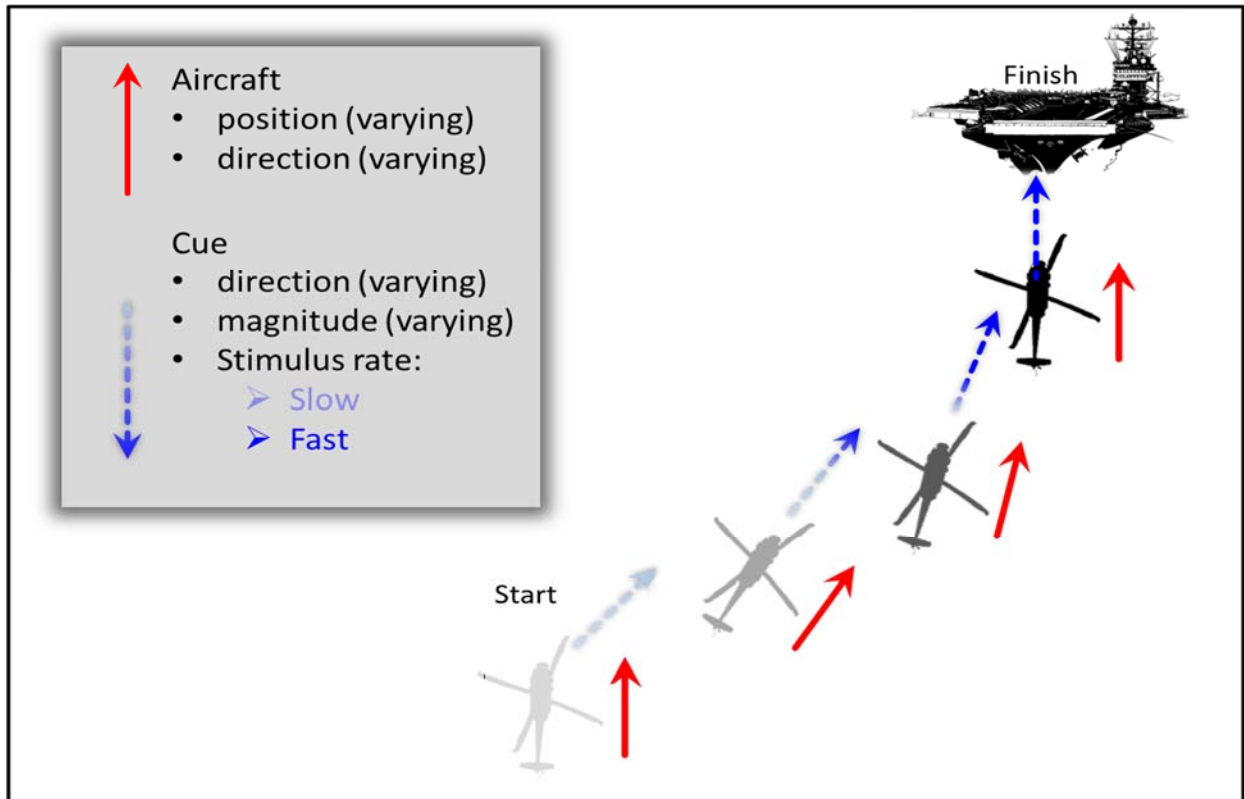 Aircraft
• position (varying)
• direction (varying)
Cue
• direction (varying)
• magnitude (varying)
• Stimulus rate:
➢ Slow
➢ Fast
Finish
Start